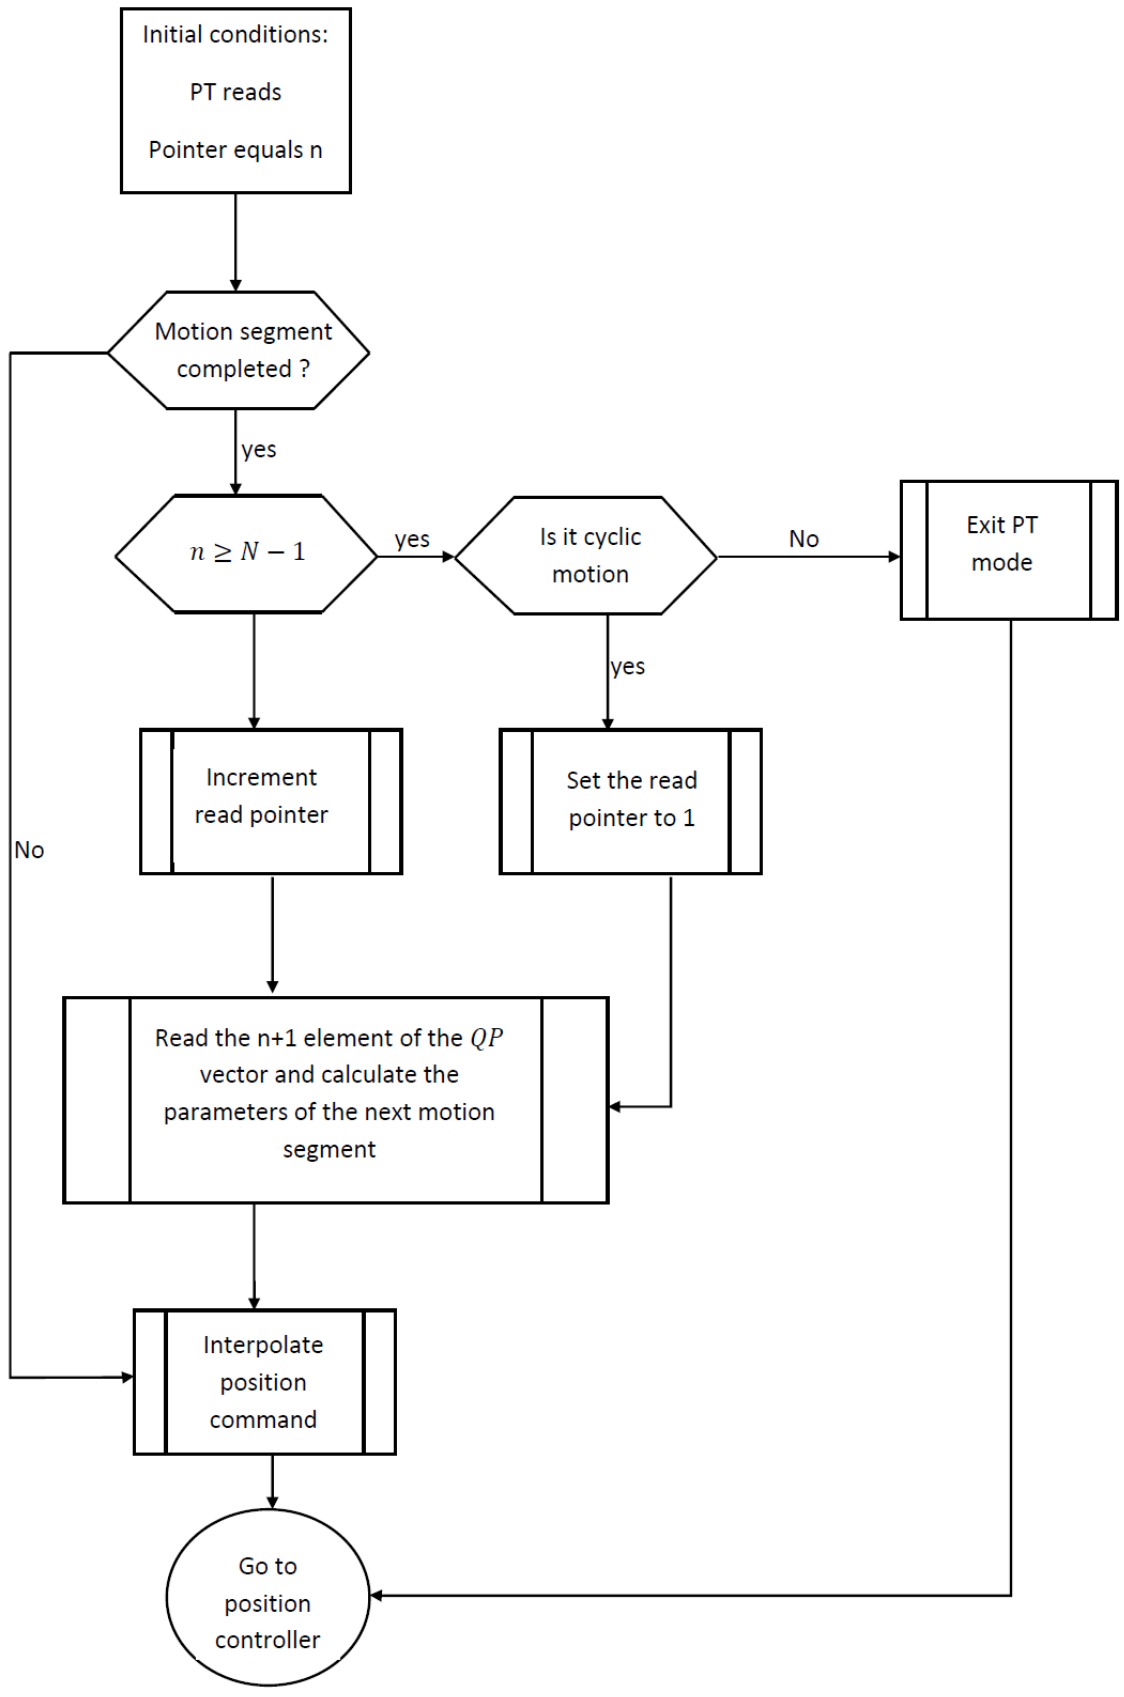 Initial conditions:
PT reads
Pointer equals n
Motion segment
completed ?
yes
n ≥ N − 1
yes
Is it cyclic
motion
No
Exit PT
mode
yes
Increment
read pointer
Set the read
pointer to 1
No
Read the n+1 element of the QP
vector and calculate the
parameters of the next motion
segment
Interpolate
position
command
Go to
position
controller